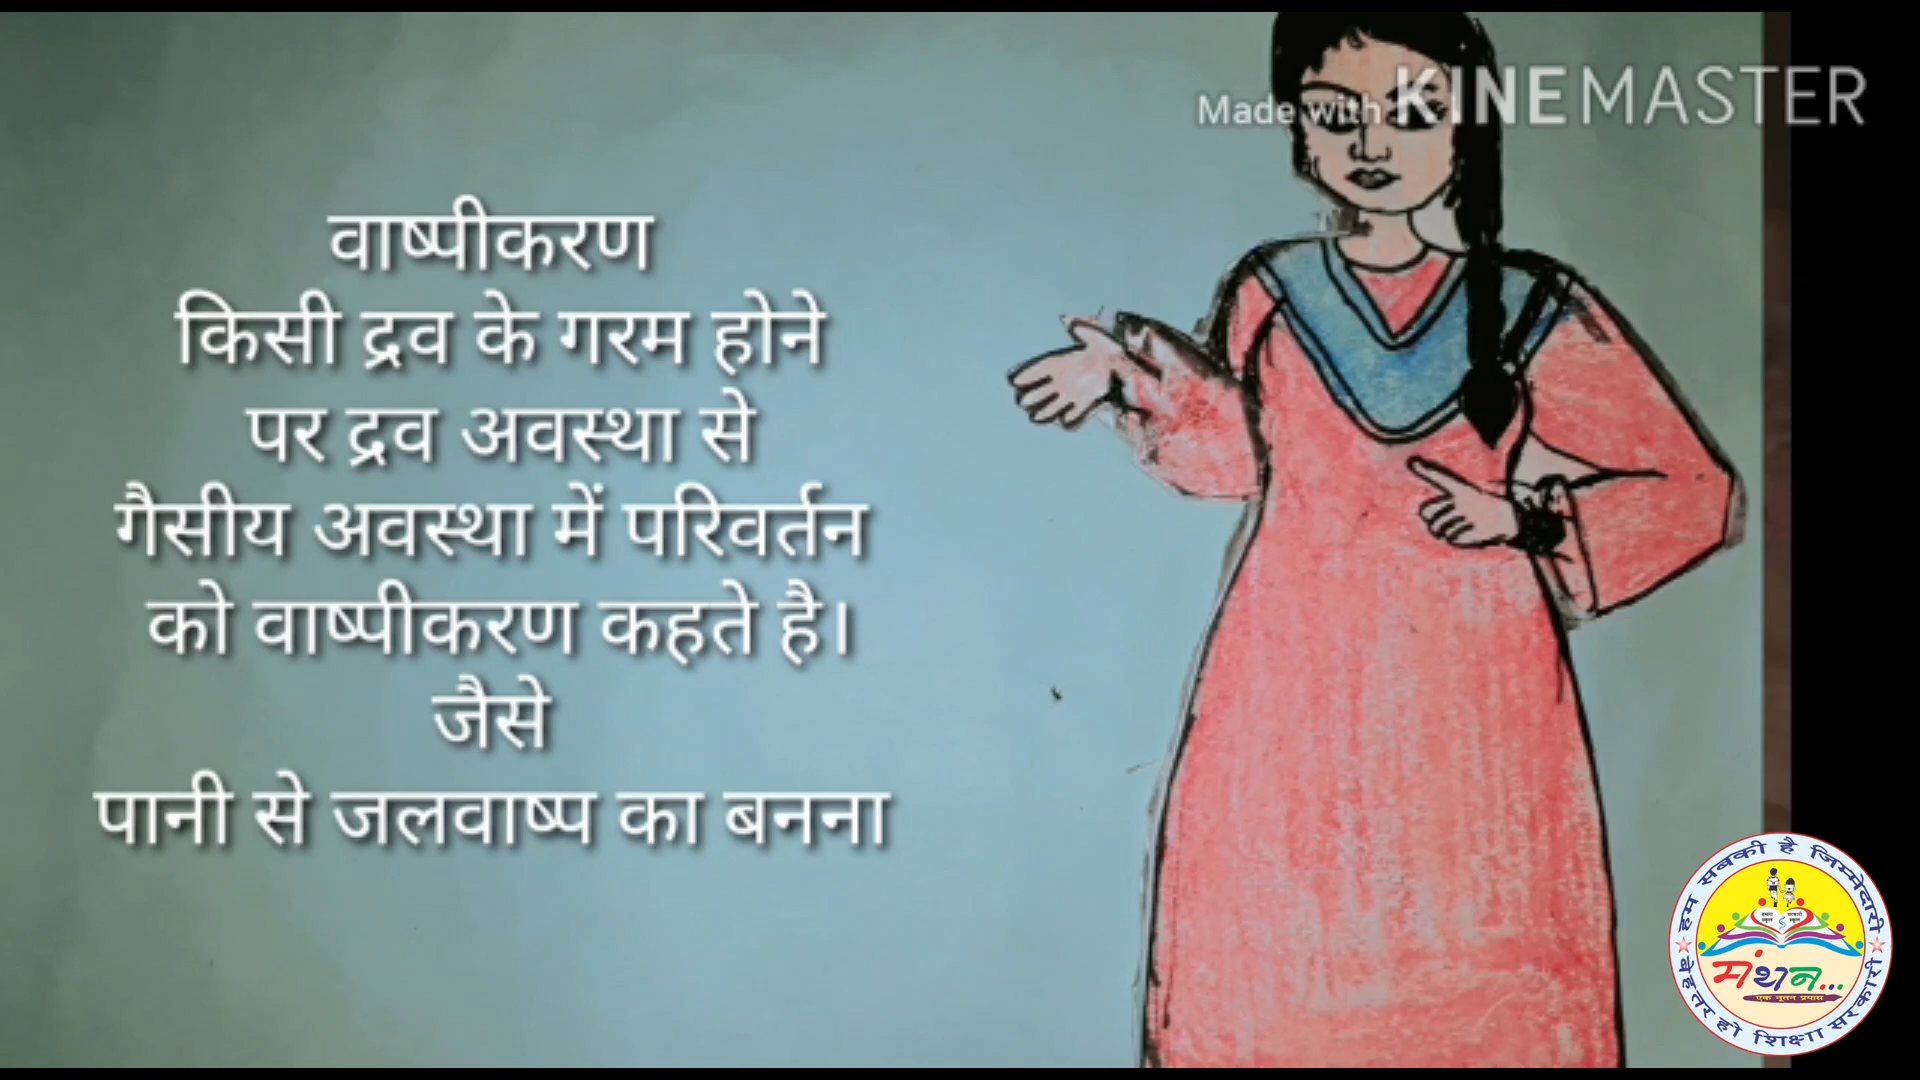 Made with KINEMASTER
वाष्पीकरण
किसी द्रव के गरम होने
पर द्रव अवस्था से
गैसीय अवस्था में परिवर्तन
को वाष्पीकरण कहते है।
जैसे
पानी से जलवाष्प का बनना
हम सबकी है जिम्मेदारी
मंथन...
एक नूतन प्रयास
बेहतर हो शिक्षा सरकारी